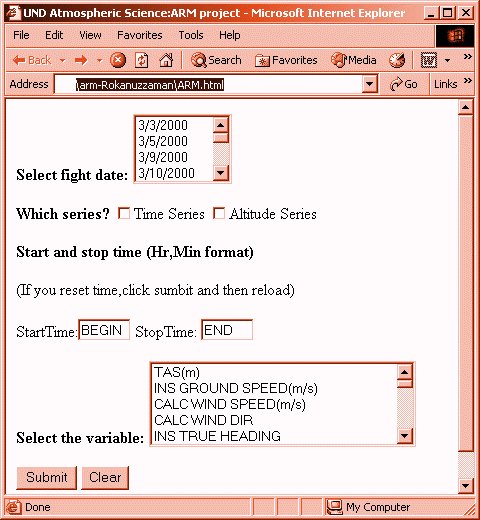 UND Atmospheric Science:ARM project - Microsoft Internet Explorer
File Edit View Favorites Tools Help
Back Search Favorites Media W
Address \arm-Rokanuzzaman\ARM.html Go Links
3/3/2000
3/5/2000
3/9/2000
Select fight date: 3/10/2000
Which series? Time Series Altitude Series
Start and stop time (Hr,Min format)
(If you reset time,click sumbit and then reload)
StartTime: BEGIN StopTime: END
TAS(m)
INS GROUND SPEED(m/s)
CALC WIND SPEED(m/s)
CALC WIND DIR
Select the variable: INS TRUE HEADING
Submit Clear
Done My Computer